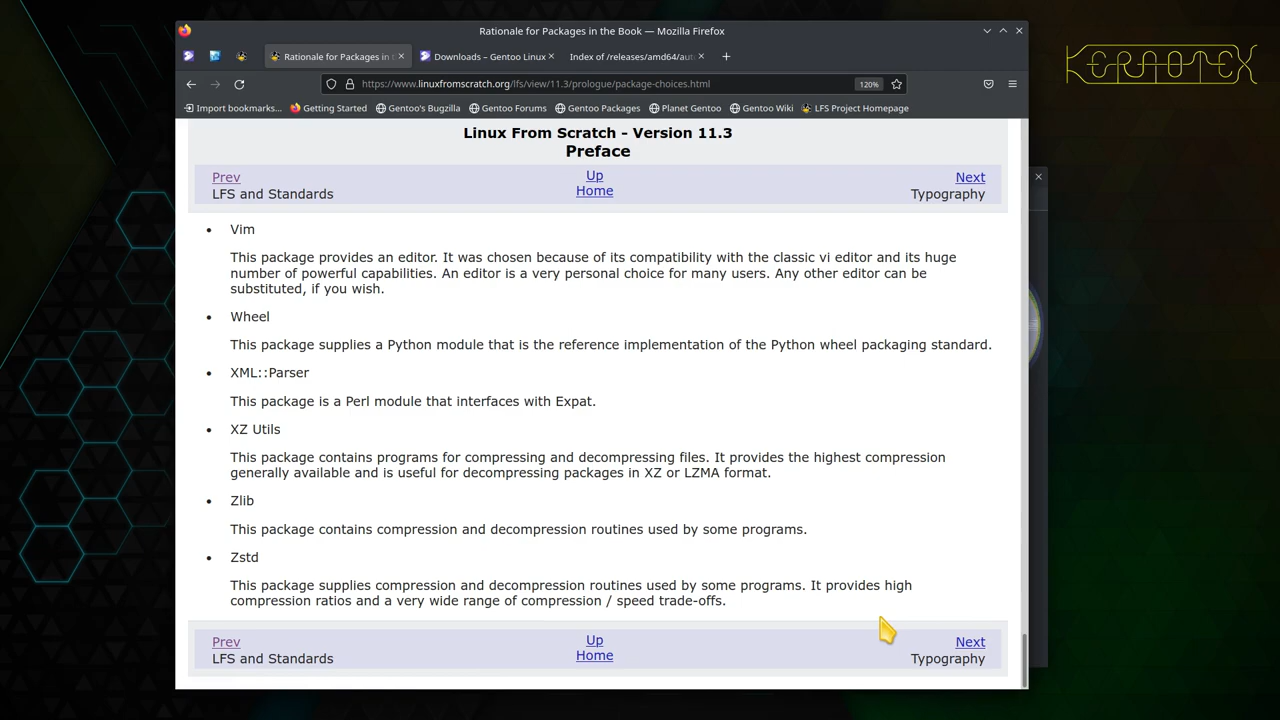 Rationale for Packages in the Book — Mozilla Firefox
KERNOTEX
Rationale for Packages in t
Downloads – Gentoo Linux
Index of /releases/amd64/aut
https://www.linuxfromscratch.org/lfs/view/11.3/prologue/package-choices.html
120%
Import bookmarks... Getting Started Gentoo's Bugzilla Gentoo Forums Gentoo Packages Planet Gentoo Gentoo Wiki LFS Project Homepage
Linux From Scratch - Version 11.3
Preface
Prev Up Next
LFS and Standards Home Typography
• Vim
This package provides an editor. It was chosen because of its compatibility with the classic vi editor and its huge
number of powerful capabilities. An editor is a very personal choice for many users. Any other editor can be
substituted, if you wish.
• Wheel
This package supplies a Python module that is the reference implementation of the Python wheel packaging standard.
• XML::Parser
This package is a Perl module that interfaces with Expat.
• XZ Utils
This package contains programs for compressing and decompressing files. It provides the highest compression
generally available and is useful for decompressing packages in XZ or LZMA format.
• Zlib
This package contains compression and decompression routines used by some programs.
• Zstd
This package supplies compression and decompression routines used by some programs. It provides high
compression ratios and a very wide range of compression / speed trade-offs.
Prev Up Next
LFS and Standards Home Typography